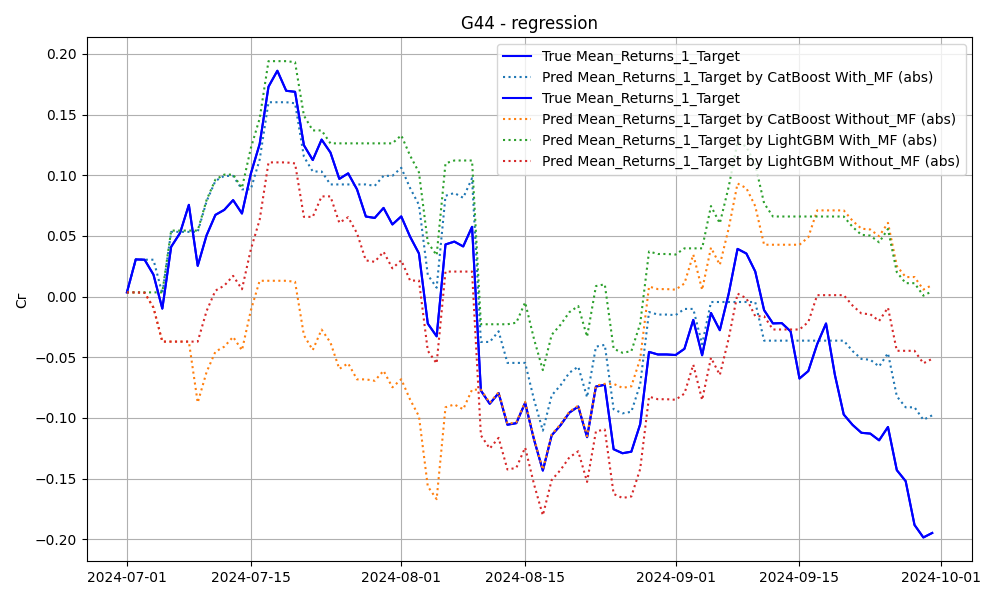 G44 - regression
True Mean_Returns_1_Target
Pred Mean_Returns_1_Target by CatBoost With_MF (abs)
True Mean_Returns_1_Target
Pred Mean_Returns_1_Target by CatBoost Without_MF (abs)
Pred Mean_Returns_1_Target by LightGBM With_MF (abs)
Pred Mean_Returns_1_Target by LightGBM Without_MF (abs)
Cr
0.20
0.15
0.10
0.05
0.00
−0.05
−0.10
−0.15
−0.20
2024-07-01
2024-07-15
2024-08-01
2024-08-15
2024-09-01
2024-09-15
2024-10-01